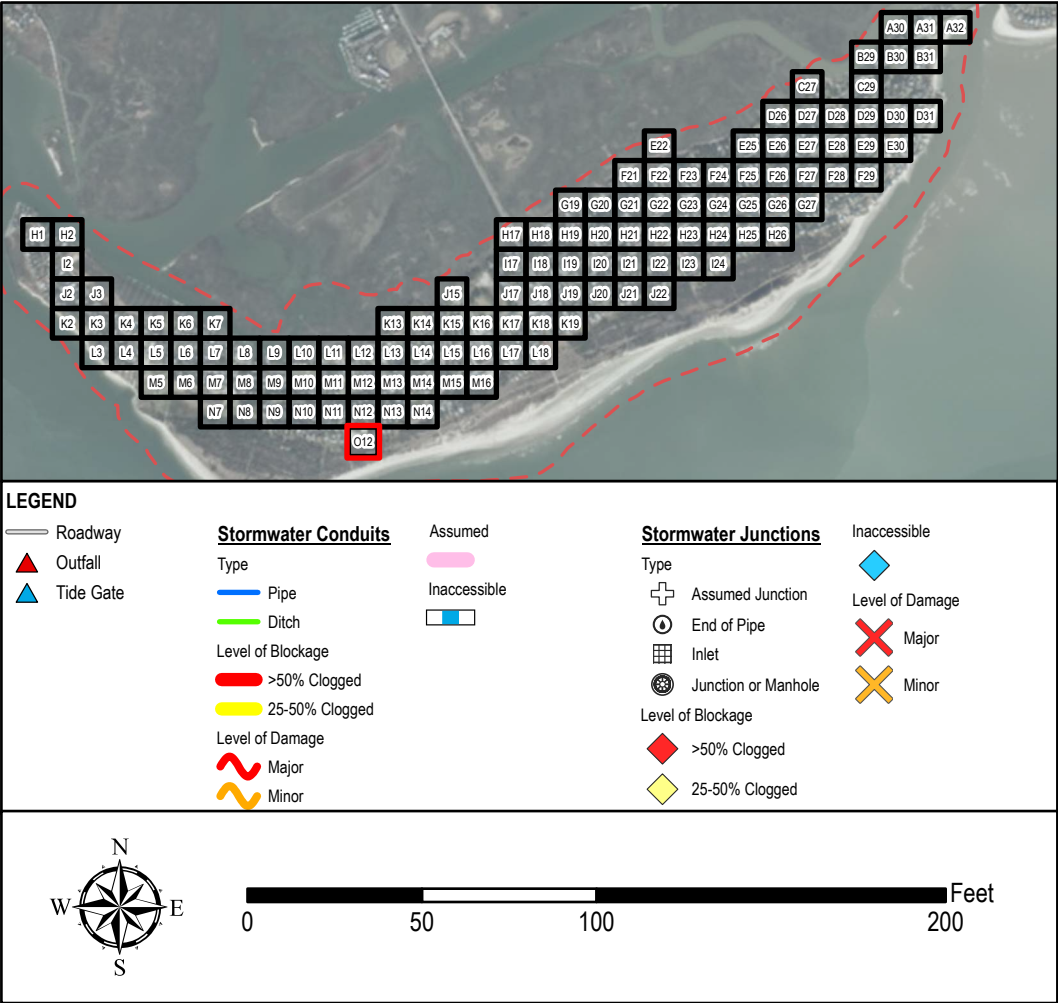 A30 A31 A32
B29 B30 B31
C27 C29
D26 D27 D28 D29 D30 D31
E22 E25 E26 E27 E28 E29 E30
F21 F22 F23 F24 F25 F26 F27 F28 F29
G19 G20 G21 G22 G23 G24 G25 G26 G27
H1 H2 H17 H18 H19 H20 H21 H22 H23 H24 H25 H26
I2 I17 I18 I19 I20 I21 I22 I23 I24
J2 J3 J15 J17 J18 J19 J20 J21 J22
K2 K3 K4 K5 K6 K7 K13 K14 K15 K16 K17 K18 K19
L3 L4 L5 L6 L7 L8 L9 L10 L11 L12 L13 L14 L15 L16 L17 L18
M5 M6 M7 M8 M9 M10 M11 M12 M13 M14 M15 M16
N7 N8 N9 N10 N11 N12 N13 N14
O12
LEGEND
Roadway
Outfall
Tide Gate
Stormwater Conduits
Type
Pipe
Ditch
Level of Blockage
>50% Clogged
25-50% Clogged
Level of Damage
Major
Minor
Assumed
Inaccessible
Stormwater Junctions
Type
Assumed Junction
End of Pipe
Inlet
Junction or Manhole
Level of Blockage
>50% Clogged
25-50% Clogged
Inaccessible
Level of Damage
Major
Minor
N
W E
S
Feet
0 50 100 200